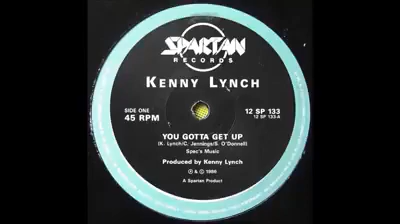 SPARTAN
RECORDS
KENNY LYNCH
SIDE ONE
45 RPM
12 SP 133
12 SP 133-A
YOU GOTTA GET UP
(K. Lynch/C. Jennings/S. O'Donnell)
Spec's Music
Produced by Kenny Lynch
℗ & © 1986
A Spartan Product